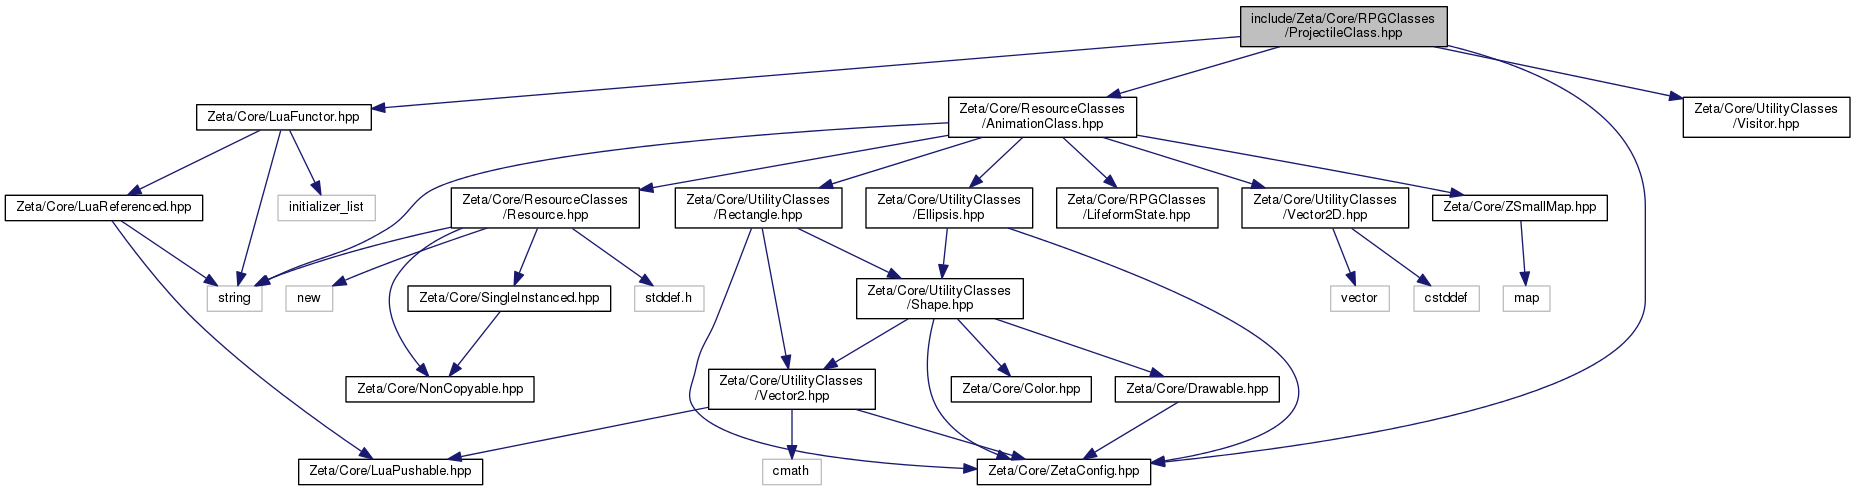 include/Zeta/Core/RPGClasses
/ProjectileClass.hpp
Zeta/Core/LuaFunctor.hpp
Zeta/Core/ResourceClasses
/AnimationClass.hpp
Zeta/Core/UtilityClasses
/Visitor.hpp
Zeta/Core/LuaReferenced.hpp
initializer_list
Zeta/Core/ResourceClasses
/Resource.hpp
Zeta/Core/UtilityClasses
/Rectangle.hpp
Zeta/Core/UtilityClasses
/Ellipsis.hpp
Zeta/Core/RPGClasses
/LifeformState.hpp
Zeta/Core/UtilityClasses
/Vector2D.hpp
Zeta/Core/ZSmallMap.hpp
string
new
Zeta/Core/SingleInstanced.hpp
stddef.h
Zeta/Core/UtilityClasses
/Shape.hpp
vector
cstddef
map
Zeta/Core/NonCopyable.hpp
Zeta/Core/UtilityClasses
/Vector2.hpp
Zeta/Core/Color.hpp
Zeta/Core/Drawable.hpp
Zeta/Core/LuaPushable.hpp
cmath
Zeta/Core/ZetaConfig.hpp